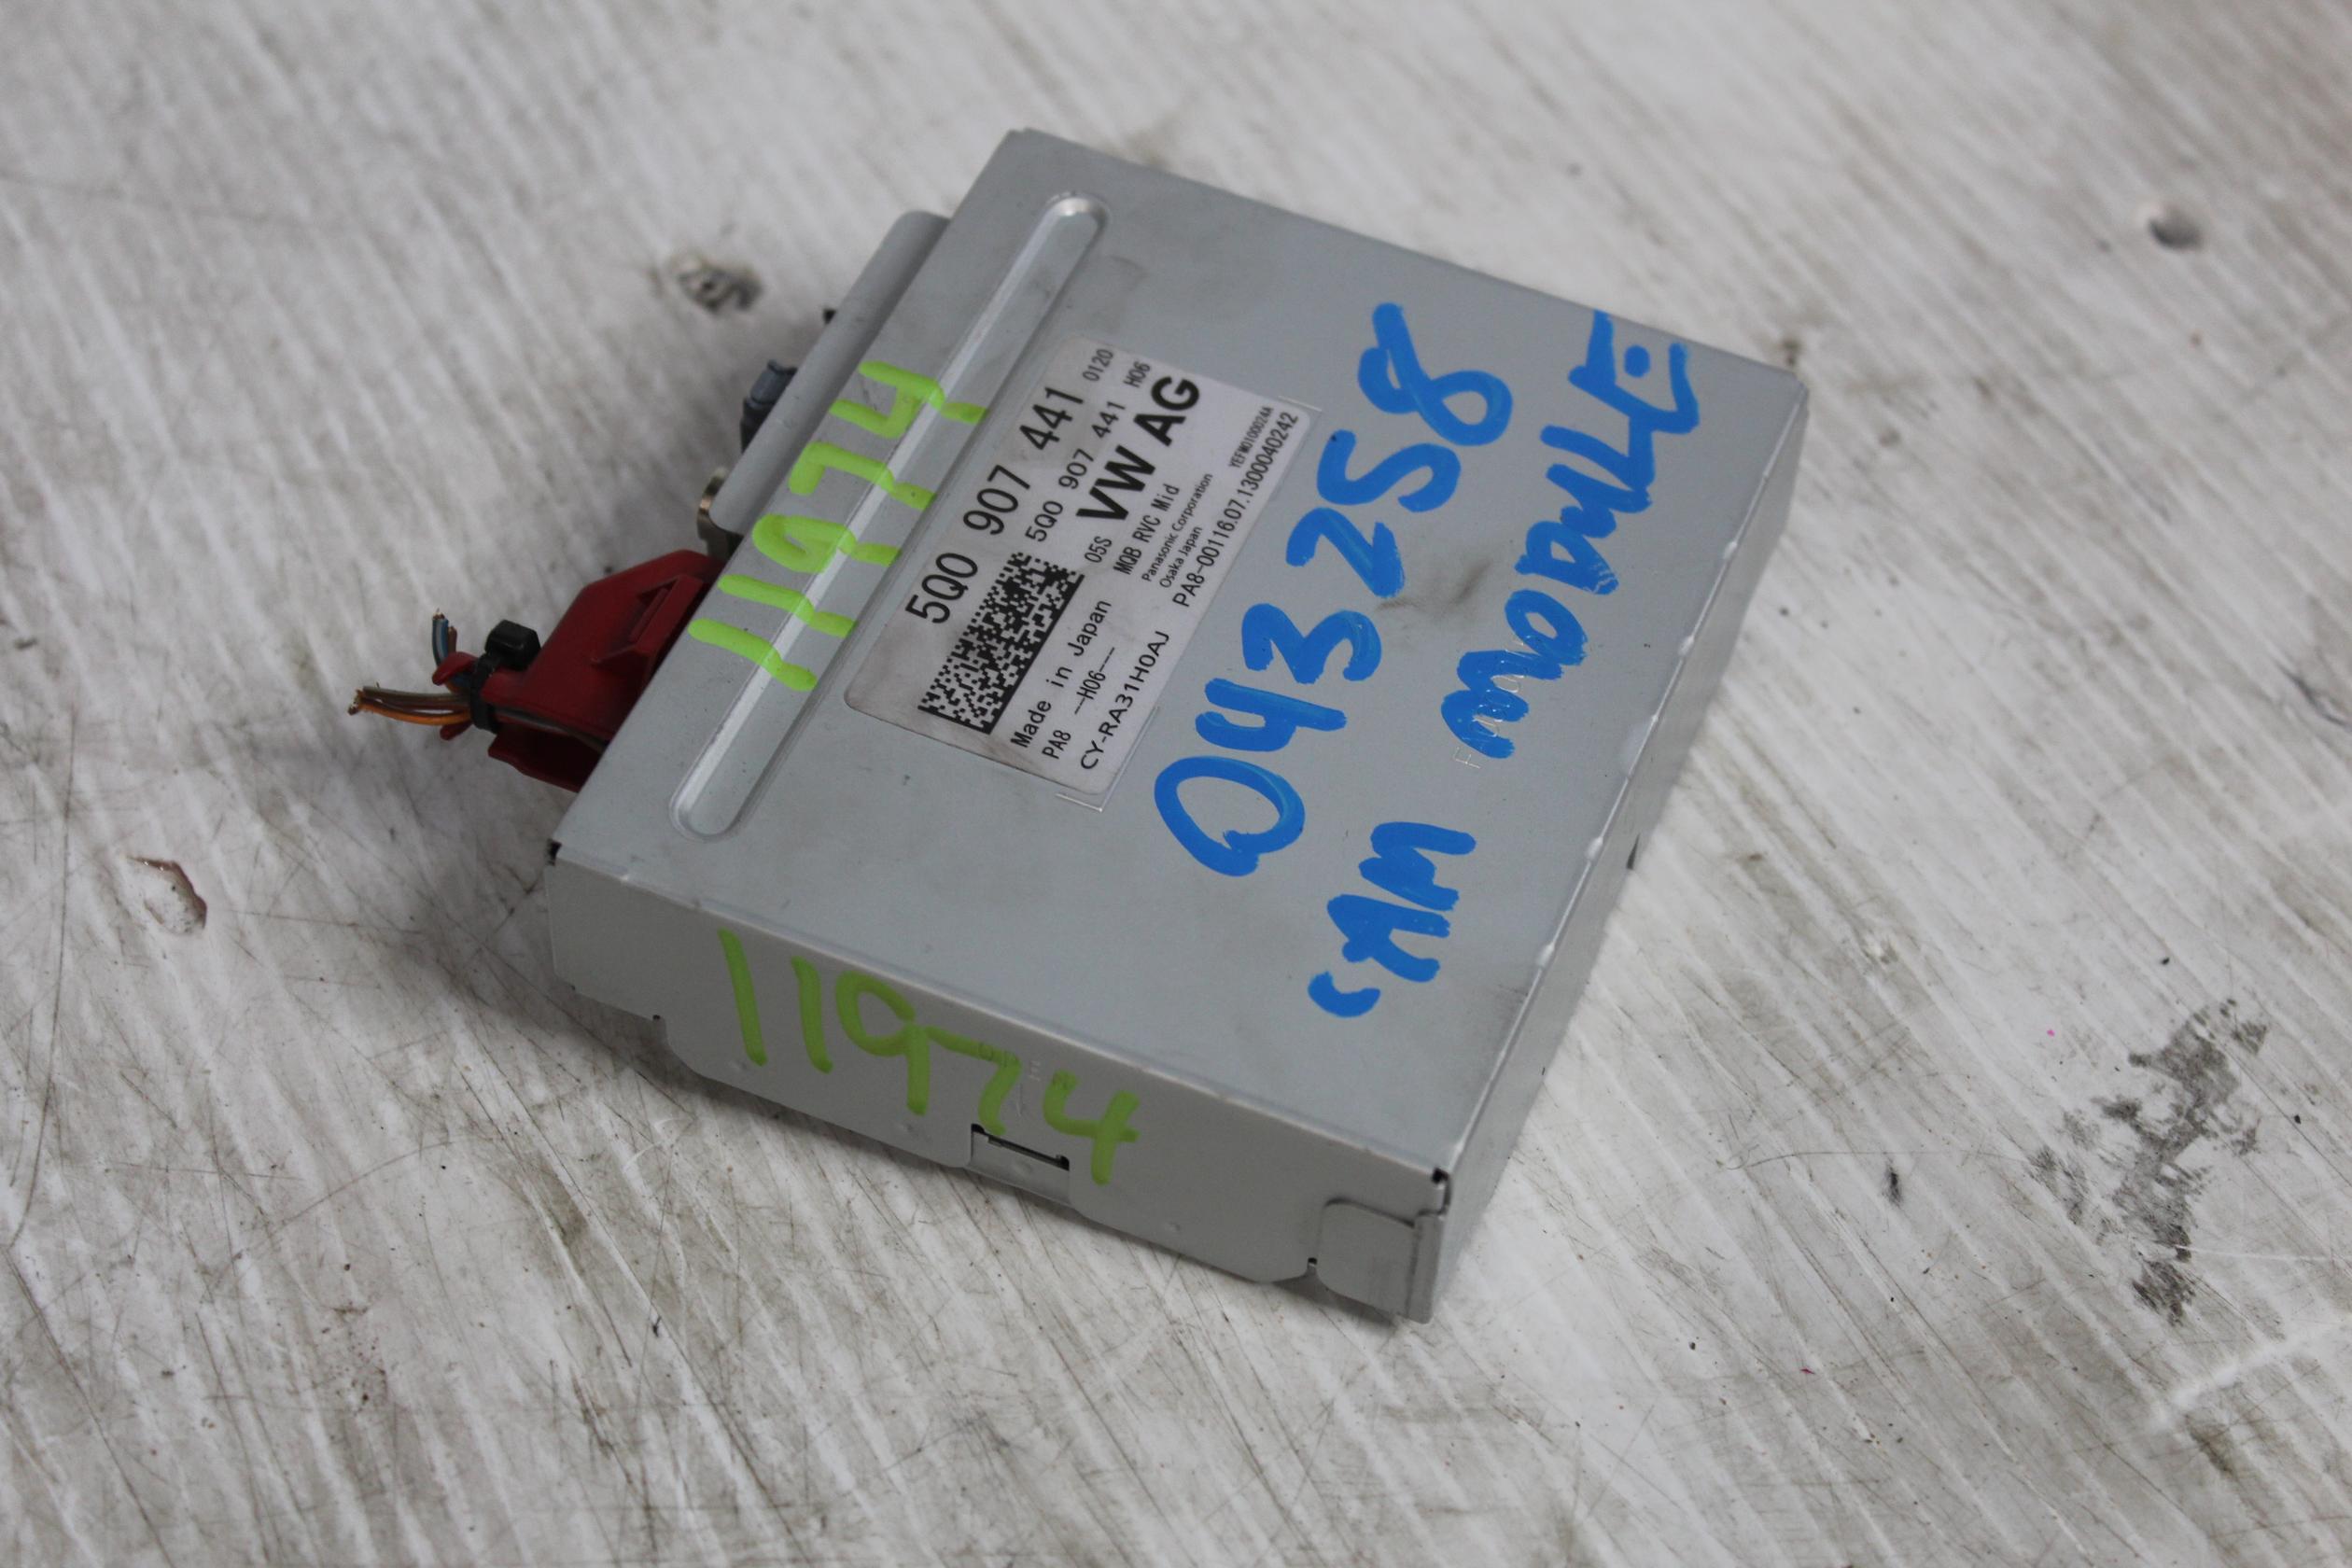 11974
5Q0 907 441 0120
5Q0 907 441 H06
05S VW AG
MQB RVC Mid
Panasonic Corporation
Osaka Japan
YEFM0100024AA
Made in Japan
PA8 —H06——
CY-RA31H0AJ PA8-00116.07.1300040242
043258
CAM MODULE
11974